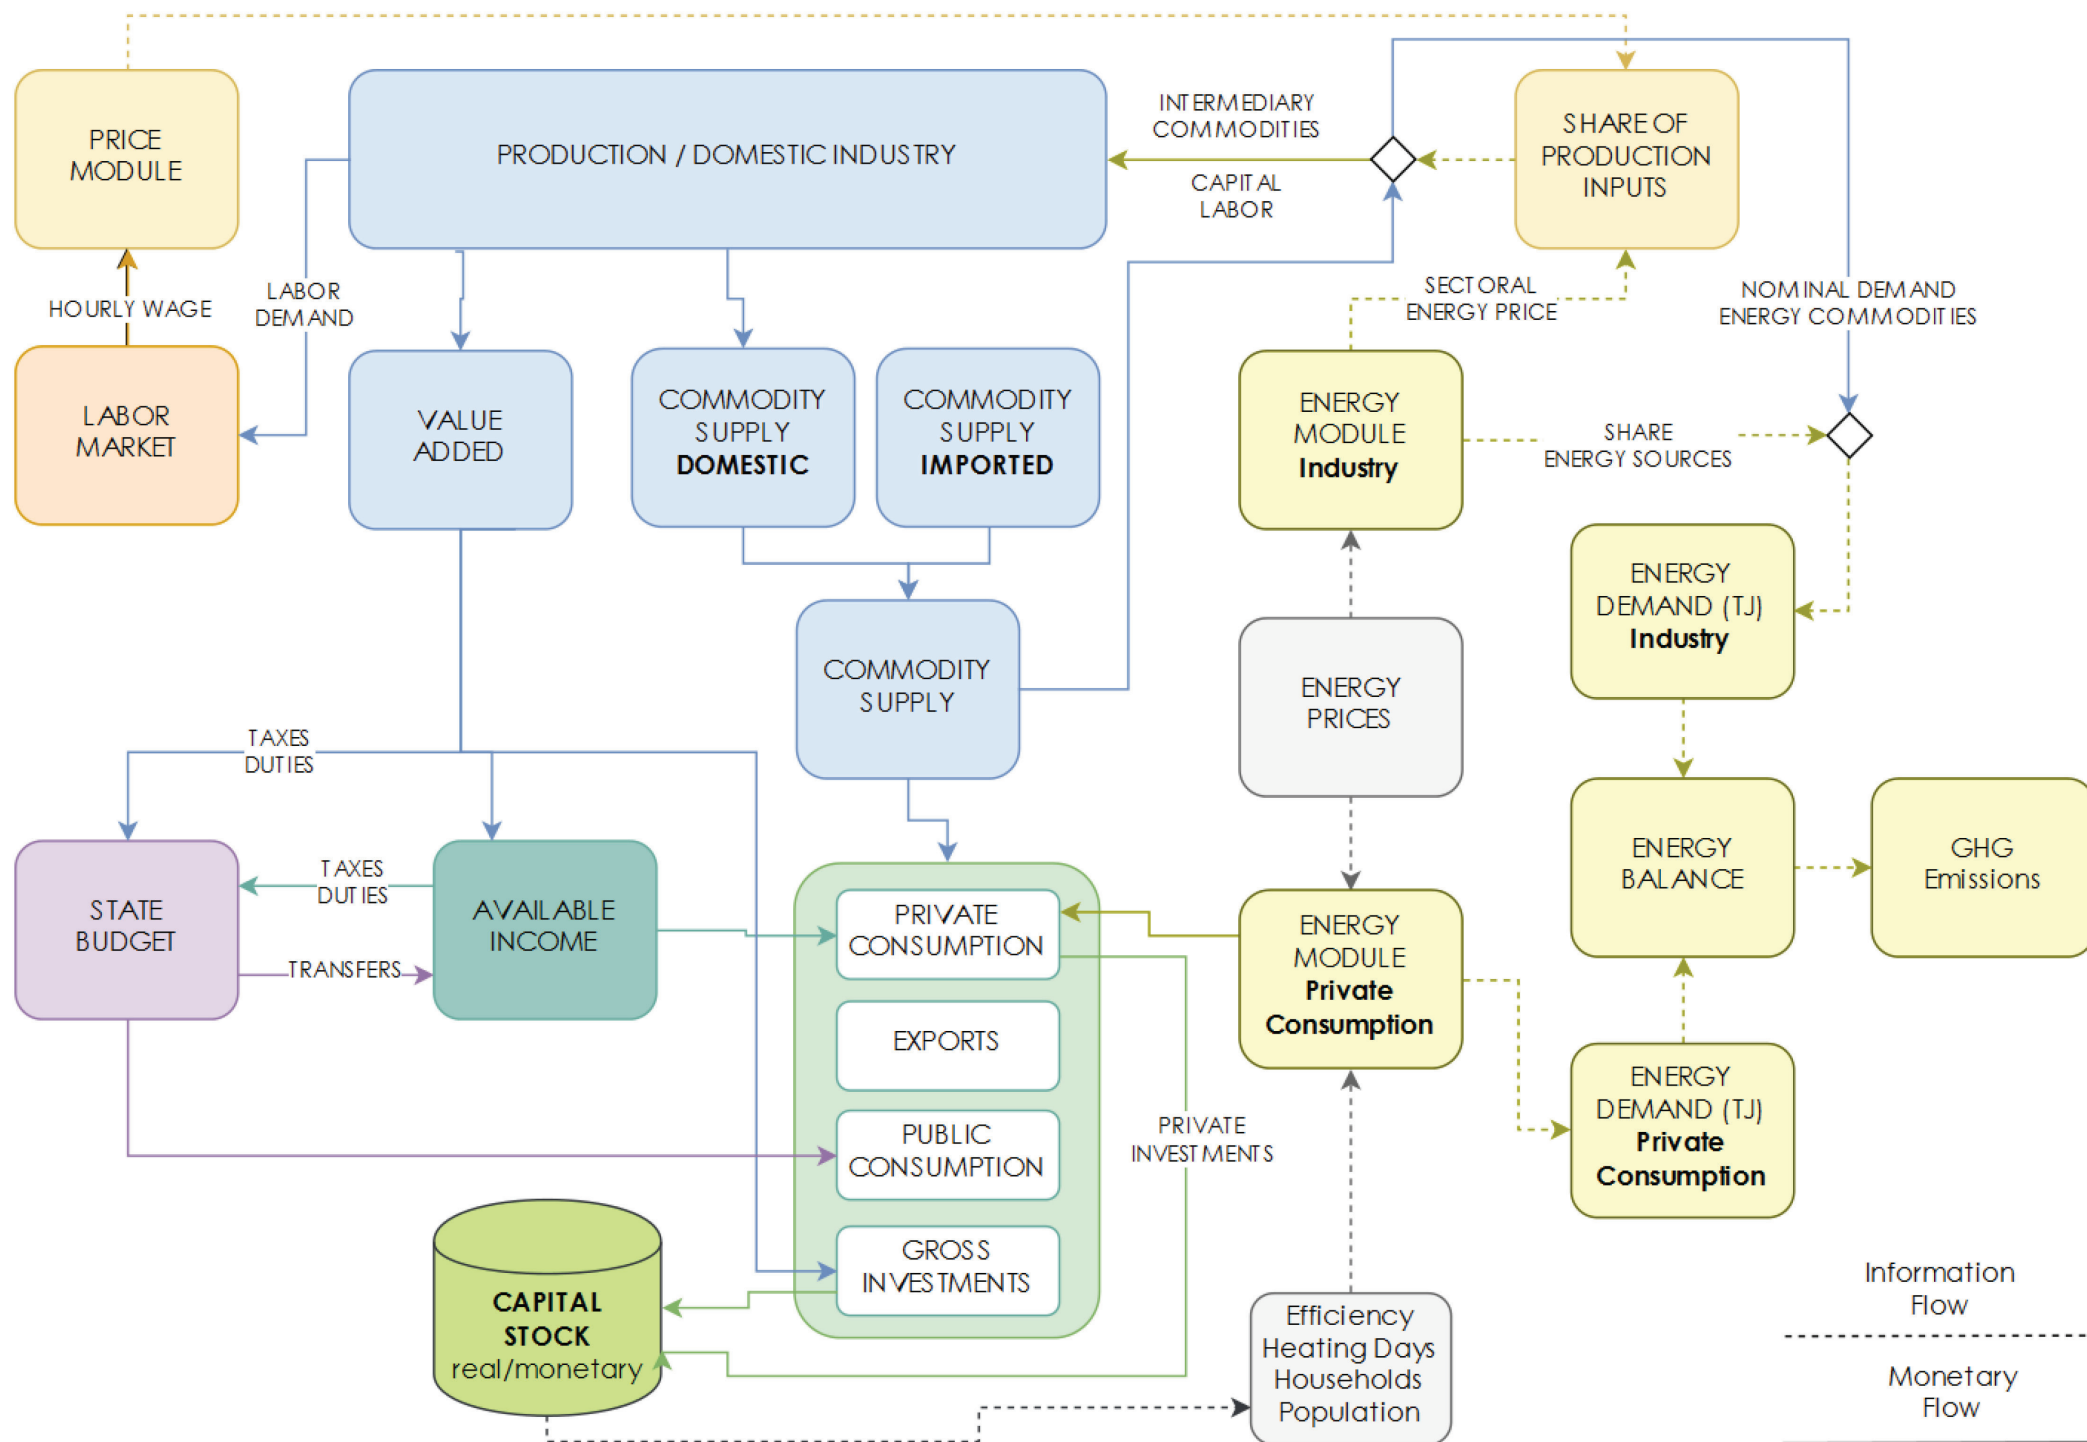 PRICE
MODULE
PRODUCTION / DOMESTIC INDUSTRY
INTERMEDIARY
COMMODITIES
CAPITAL
LABOR
SHARE OF
PRODUCTION
INPUTS
HOURLY WAGE
LABOR
DEMAND
SECTORAL
ENERGY PRICE
NOMINAL DEMAND
ENERGY COMMODITIES
LABOR
MARKET
VALUE
ADDED
COMMODITY
SUPPLY
DOMESTIC
COMMODITY
SUPPLY
IMPORTED
ENERGY
MODULE
Industry
SHARE
ENERGY SOURCES
ENERGY
DEMAND (TJ)
Industry
COMMODITY
SUPPLY
ENERGY
PRICES
TAXES
DUTIES
STATE
BUDGET
TAXES
DUTIES
TRANSFERS
AVAILABLE
INCOME
PRIVATE
CONSUMPTION
EXPORTS
PUBLIC
CONSUMPTION
GROSS
INVESTMENTS
ENERGY
MODULE
Private
Consumption
ENERGY
BALANCE
GHG
Emissions
PRIVATE
INVESTMENTS
ENERGY
DEMAND (TJ)
Private
Consumption
CAPITAL
STOCK
real/monetary
Efficiency
Heating Days
Households
Population
Information
Flow
Monetary
Flow